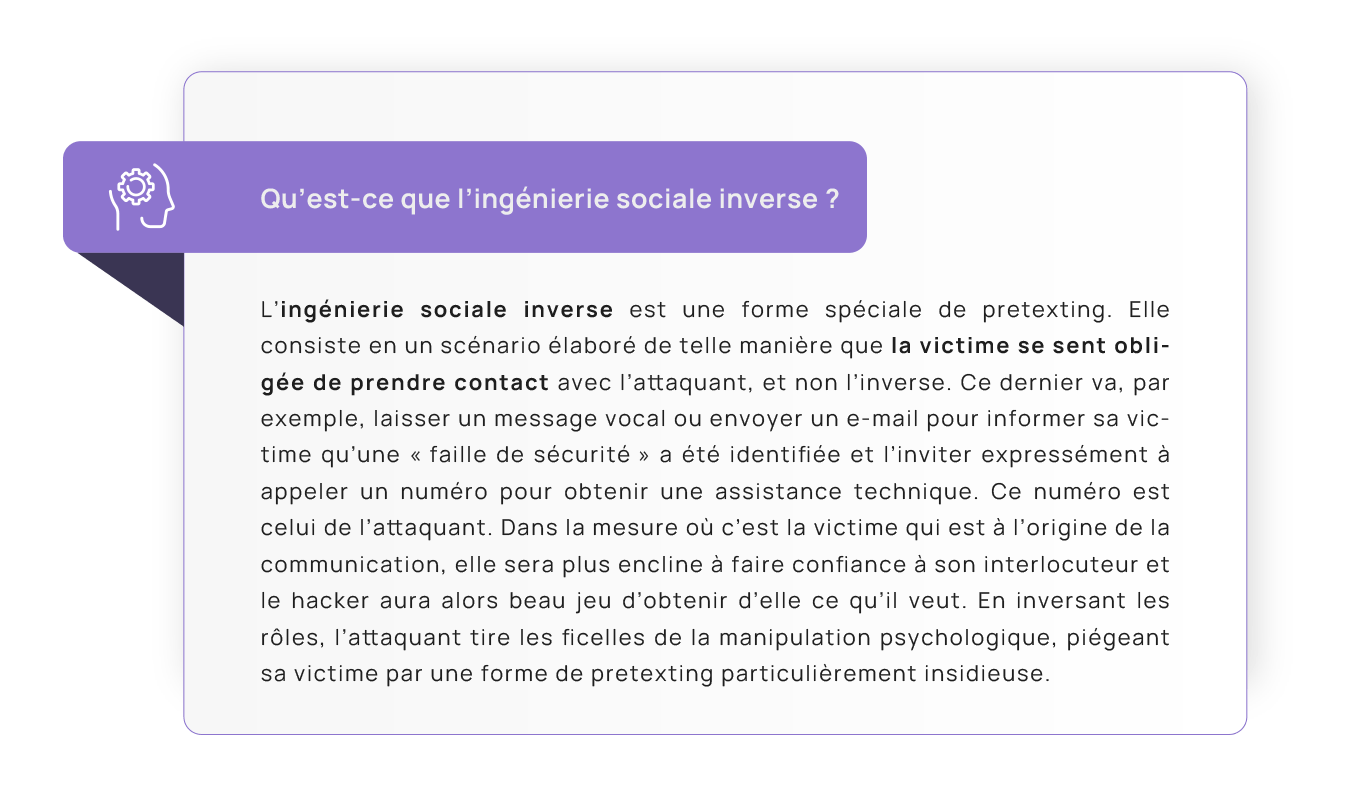 Qu’est-ce que l’ingénierie sociale inverse ?
L’ingénierie sociale inverse est une forme spéciale de pretexting. Elle
consiste en un scénario élaboré de telle manière que la victime se sent obli-
gée de prendre contact avec l’attaquant, et non l’inverse. Ce dernier va, par
exemple, laisser un message vocal ou envoyer un e-mail pour informer sa vic-
time qu’une « faille de sécurité » a été identifiée et l’inviter expressément à
appeler un numéro pour obtenir une assistance technique. Ce numéro est
celui de l’attaquant. Dans la mesure où c’est la victime qui est à l’origine de la
communication, elle sera plus encline à faire confiance à son interlocuteur et
le hacker aura alors beau jeu d’obtenir d’elle ce qu’il veut. En inversant les
rôles, l’attaquant tire les ficelles de la manipulation psychologique, piégeant
sa victime par une forme de pretexting particulièrement insidieuse.